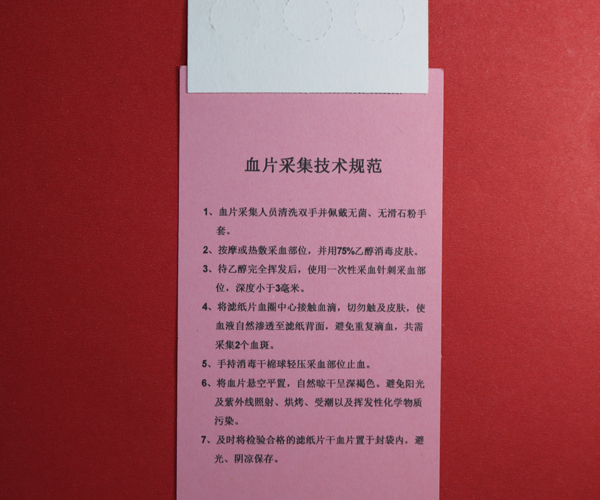 血片采集技术规范
1、血片采集人员清洗双手并佩戴无菌、无滑石粉手
套。
2、按摩或热敷采血部位，并用75%乙醇消毒皮肤。
3、待乙醇完全挥发后，使用一次性采血针刺采血部
位，深度小于3毫米。
4、将滤纸片血圈中心接触血滴，切勿触及皮肤，使
血液自然渗透至滤纸背面，避免重复滴血，共需
采集2个血斑。
5、手持消毒干棉球轻压采血部位止血。
6、将血片悬空平置，自然晾干呈深褐色。避免阳光
及紫外线照射、烘烤、受潮以及挥发性化学物质
污染。
7、及时将检验合格的滤纸片干血片置于封袋内，避
光、阴凉保存。